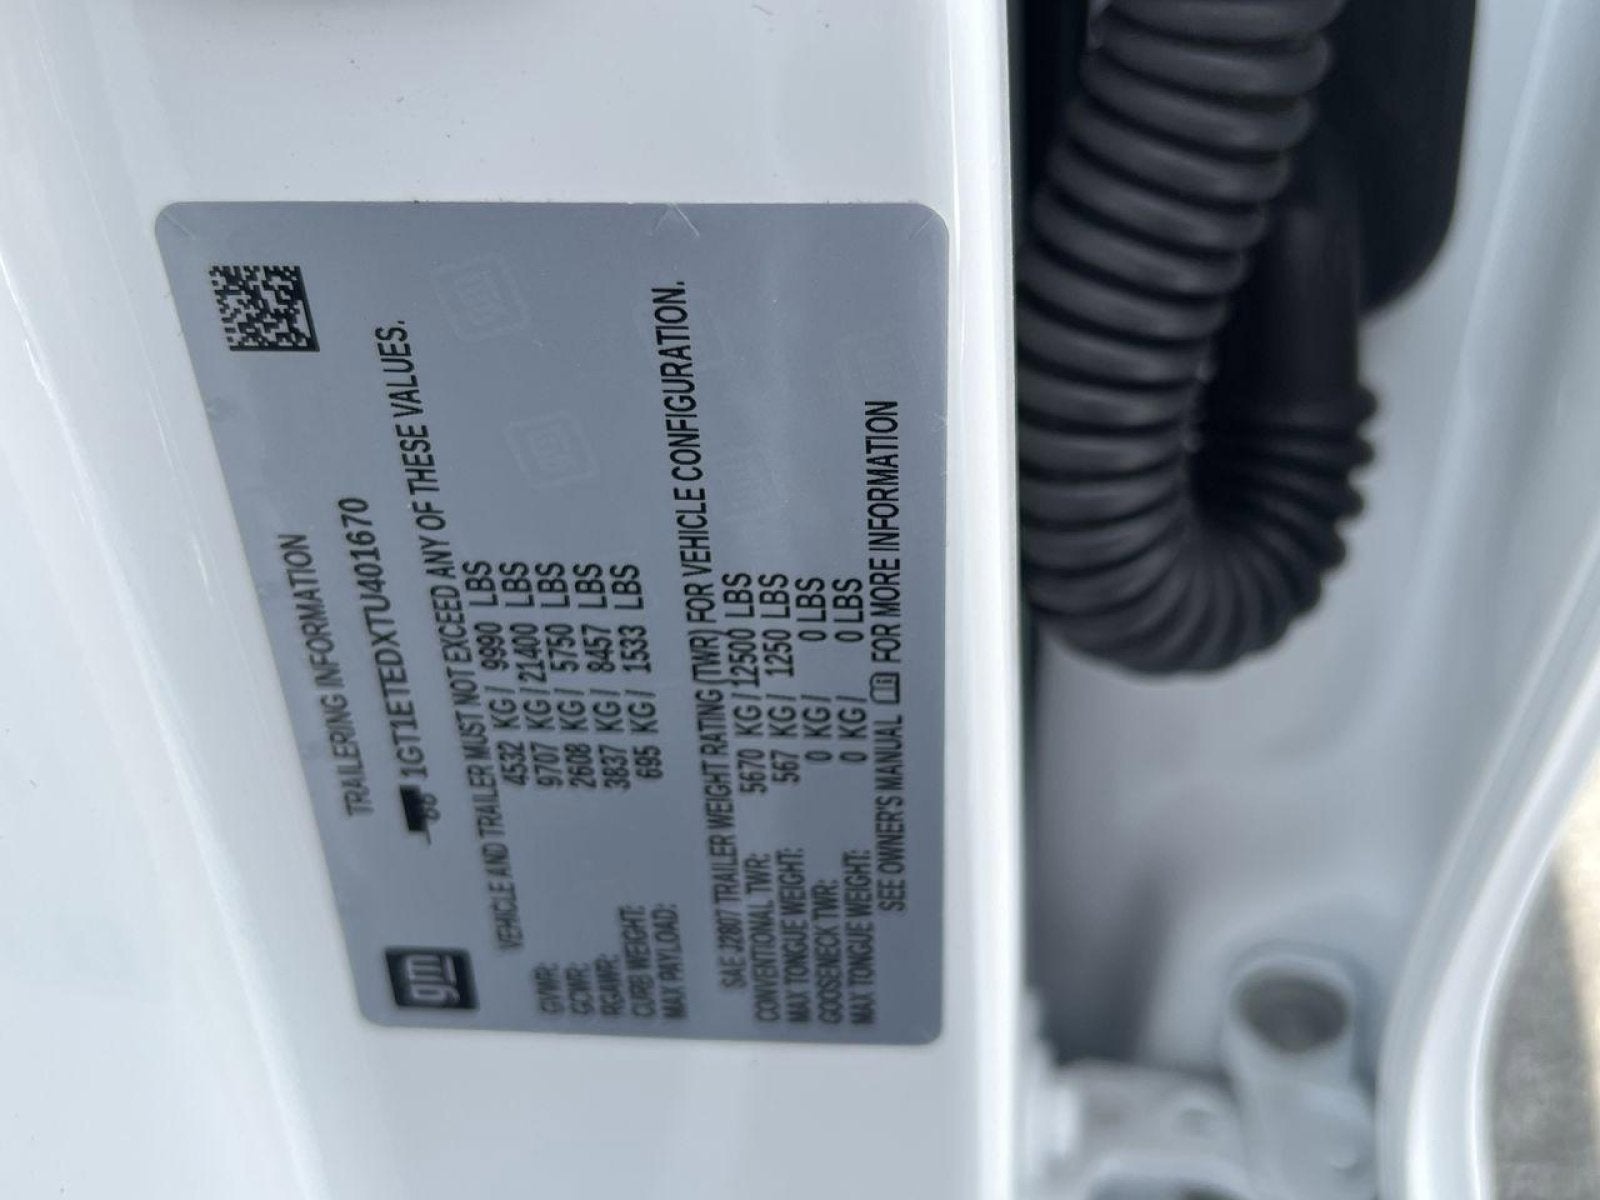 TRAILERING INFORMATION
gm 1GT1ETEDXTU401670
VEHICLE AND TRAILER MUST NOT EXCEED ANY OF THESE VALUES.
GVWR: 4532 KG / 9990 LBS
GCWR: 9707 KG / 21400 LBS
RGAWR: 2608 KG / 5750 LBS
CURB WEIGHT: 3837 KG / 8457 LBS
MAX PAYLOAD: 695 KG / 1533 LBS
SAE J2807 TRAILER WEIGHT RATING (TWR) FOR VEHICLE CONFIGURATION.
CONVENTIONAL TWR: 5670 KG / 12500 LBS
MAX TONGUE WEIGHT: 567 KG / 1250 LBS
GOOSENECK TWR: 0 KG / 0 LBS
MAX TONGUE WEIGHT: 0 KG / 0 LBS
SEE OWNER'S MANUAL FOR MORE INFORMATION